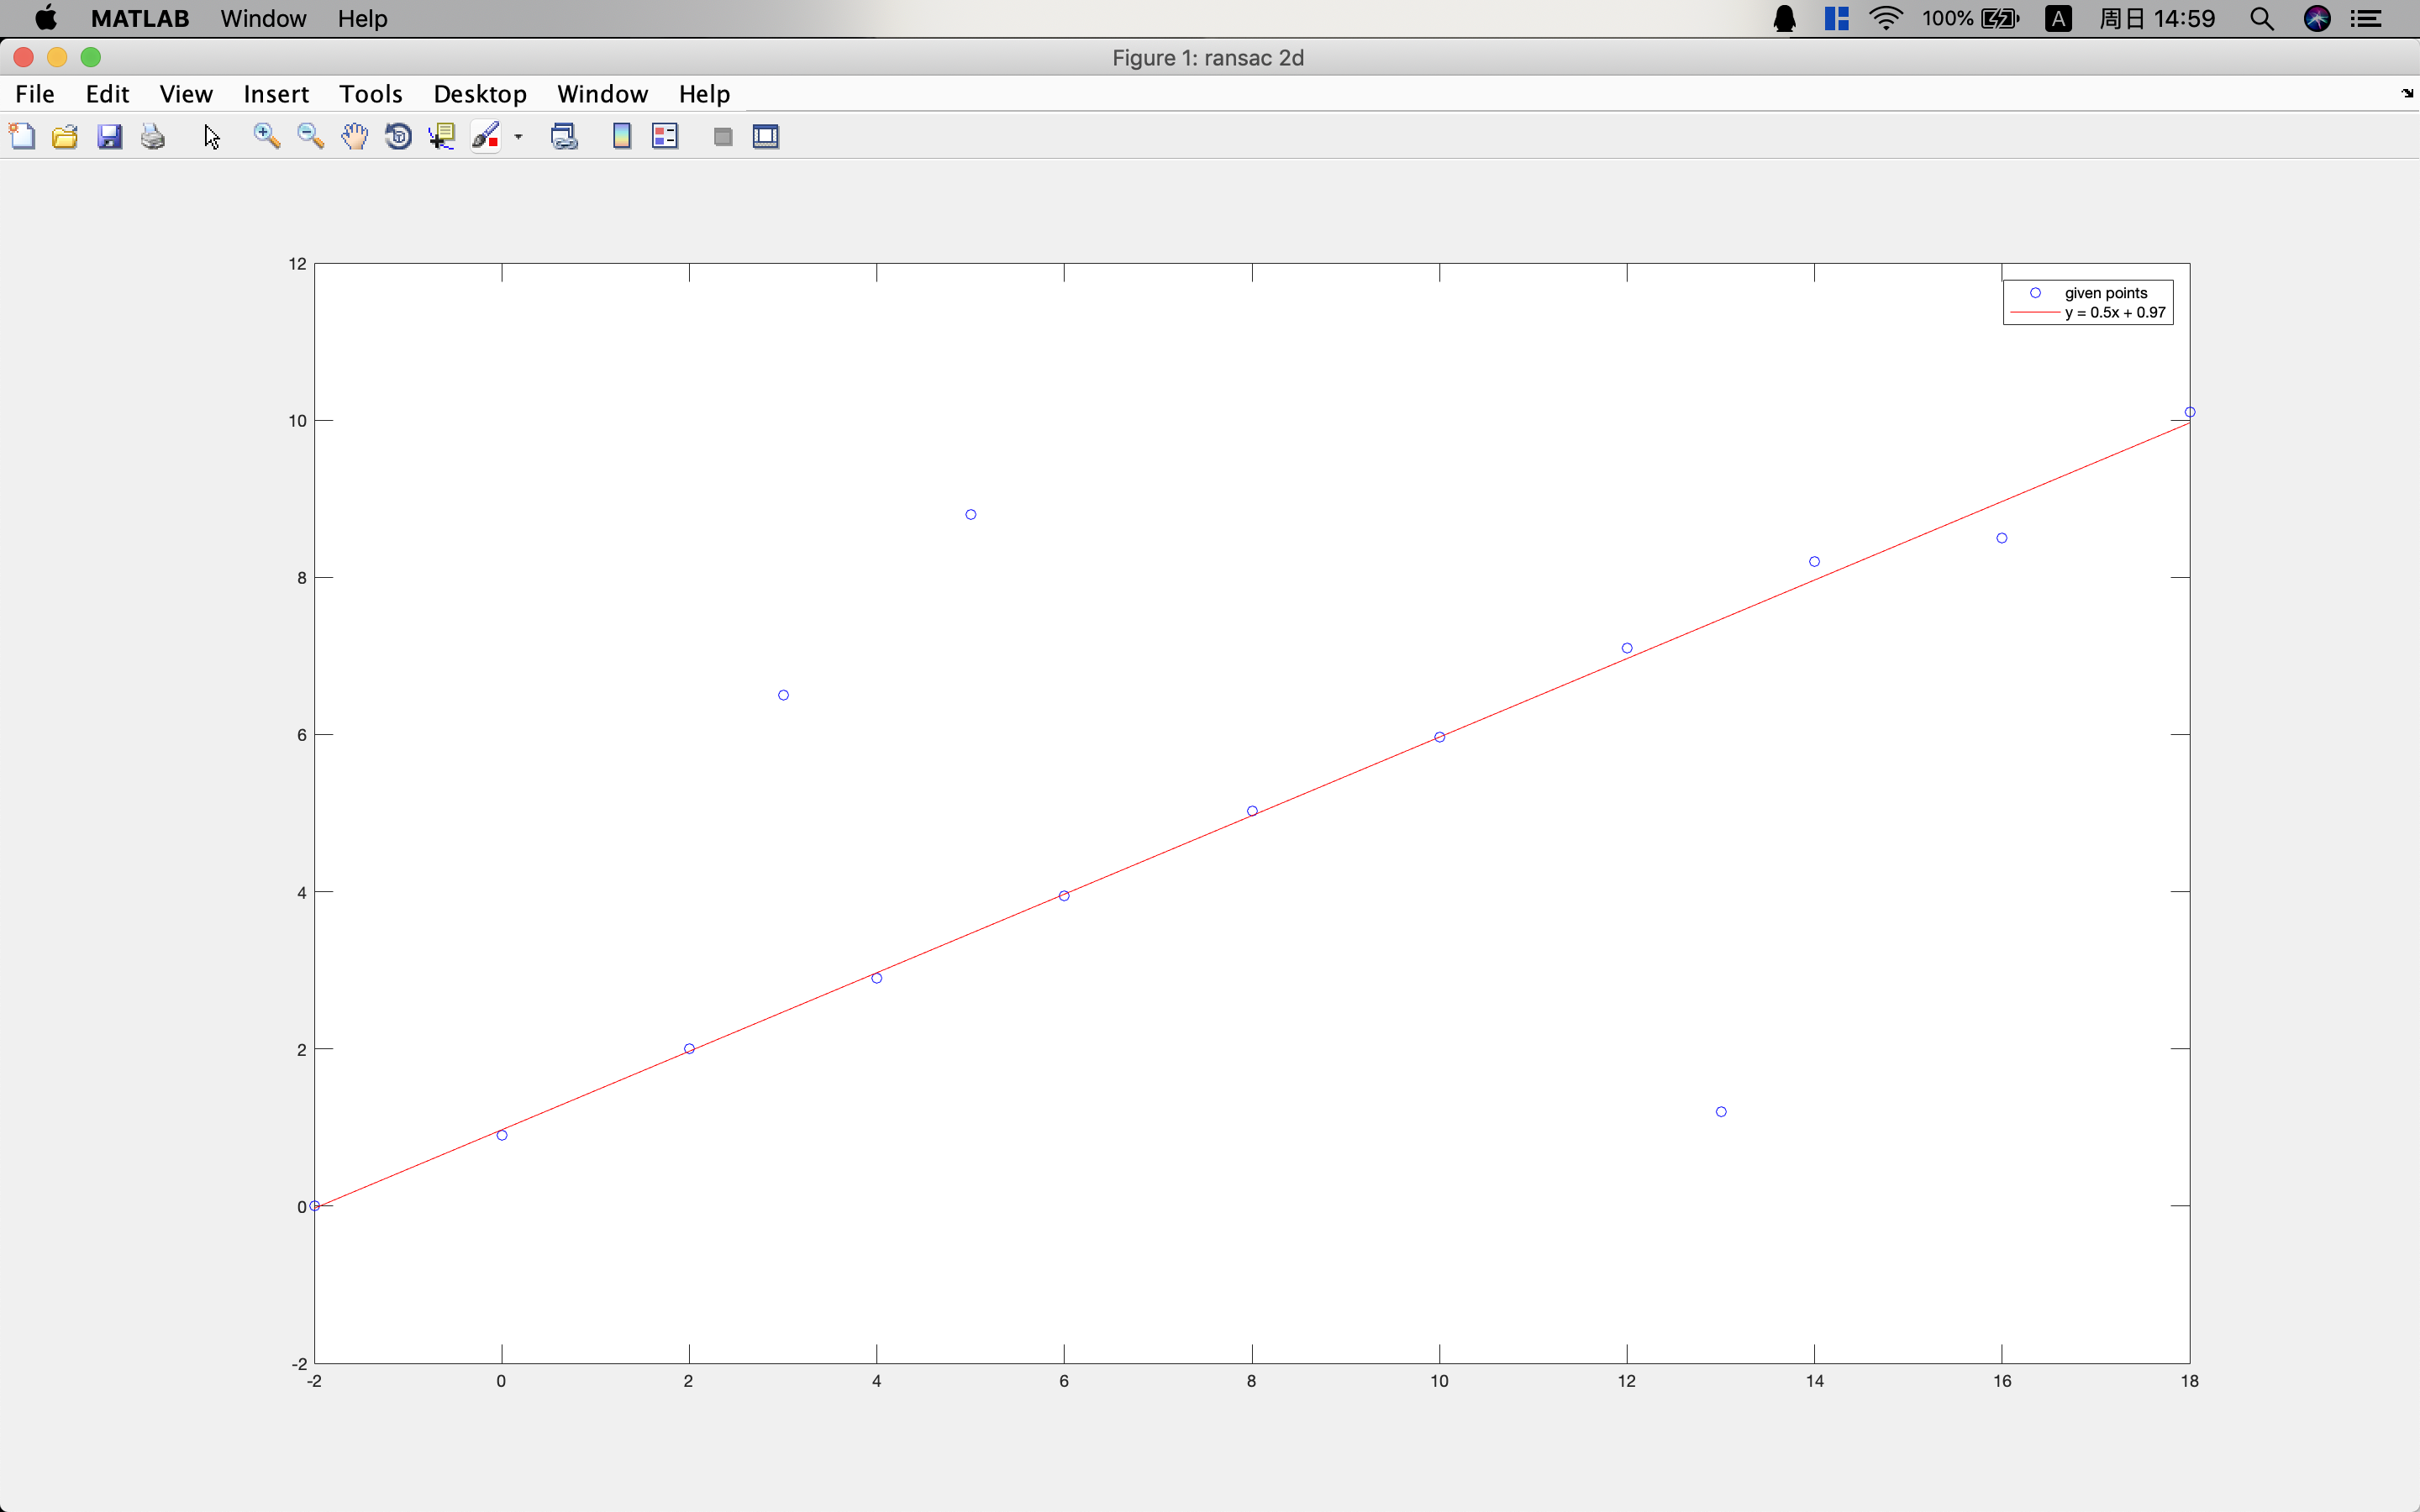 MATLAB Window Help 100% A 周日 14:59
Figure 1: ransac 2d
File Edit View Insert Tools Desktop Window Help
12
10
8
6
4
2
0
-2
given points
y = 0.5x + 0.97
-2 0 2 4 6 8 10 12 14 16 18